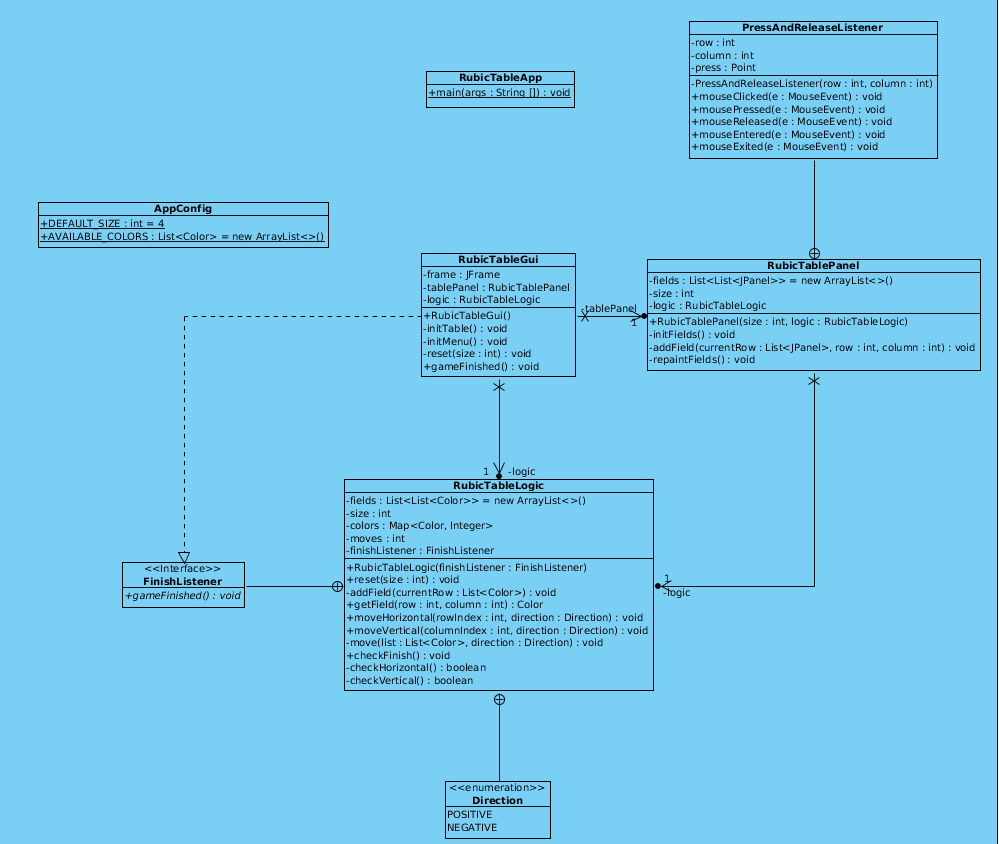 PressAndReleaseListener
-row : int
-column : int
-press : Point
-PressAndReleaseListener(row : int, column : int)
+mouseClicked(e : MouseEvent) : void
+mousePressed(e : MouseEvent) : void
+mouseReleased(e : MouseEvent) : void
+mouseEntered(e : MouseEvent) : void
+mouseExited(e : MouseEvent) : void
RubicTableApp
+main(args : String []) : void
AppConfig
+DEFAULT_SIZE : int = 4
+AVAILABLE_COLORS : List<Color> = new ArrayList<>()
RubicTableGui
-frame : JFrame
-tablePanel : RubicTablePanel
-logic : RubicTableLogic
+RubicTableGui()
-initTable() : void
-initMenu() : void
-reset(size : int) : void
+gameFinished() : void
-tablePanel
1
RubicTablePanel
-fields : List<List<JPanel>> = new ArrayList<>()
-size : int
-logic : RubicTableLogic
+RubicTablePanel(size : int, logic : RubicTableLogic)
-initFields() : void
-addField(currentRow : List<JPanel>, row : int, column : int) : void
-repaintFields() : void
1 -logic
RubicTableLogic
-fields : List<List<Color>> = new ArrayList<>()
-size : int
-colors : Map<Color, Integer>
-moves : int
-finishListener : FinishListener
+RubicTableLogic(finishListener : FinishListener)
+reset(size : int) : void
-addField(currentRow : List<Color>) : void
+getField(row : int, column : int) : Color
+moveHorizontal(rowIndex : int, direction : Direction) : void
+moveVertical(columnIndex : int, direction : Direction) : void
-move(list : List<Color>, direction : Direction) : void
+checkFinish() : void
-checkHorizontal() : boolean
-checkVertical() : boolean
1
-logic
<<Interface>>
FinishListener
+gameFinished() : void
<<enumeration>>
Direction
POSITIVE
NEGATIVE